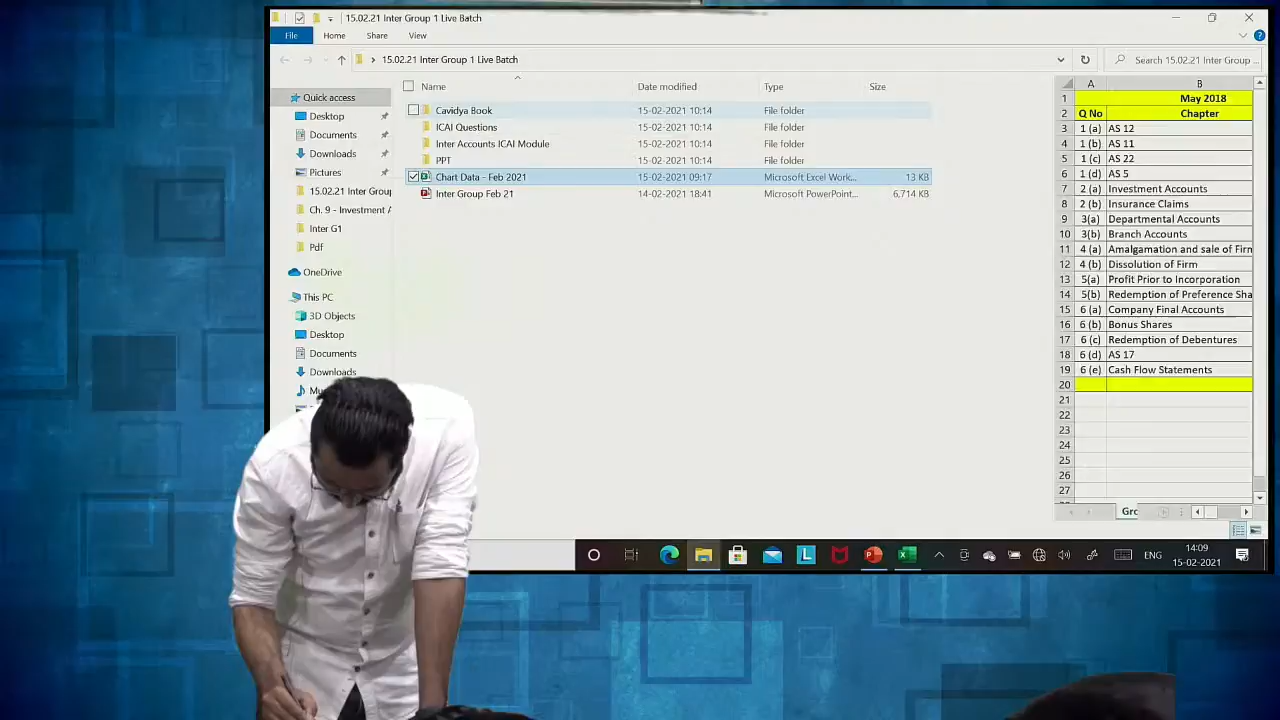 15.02.21 Inter Group 1 Live Batch
File Home Share View
15.02.21 Inter Group 1 Live Batch
Search 15.02.21 Inter Group ...
Name Date modified Type Size
Quick access
Desktop
Documents
Downloads
Pictures
15.02.21 Inter Group
Ch. 9 - Investment A
Inter G1
Pdf
OneDrive
This PC
3D Objects
Desktop
Documents
Downloads
Cavidya Book 15-02-2021 10:14 File folder
ICAI Questions 15-02-2021 10:14 File folder
Inter Accounts ICAI Module 15-02-2021 10:14 File folder
PPT 15-02-2021 10:14 File folder
Chart Data - Feb 2021 15-02-2021 09:17 Microsoft Excel Work... 13 KB
Inter Group Feb 21 14-02-2021 18:41 Microsoft PowerPoint... 6,714 KB
A B
1 May 2018
2 Q No Chapter
3 1 (a) AS 12
4 1 (b) AS 11
5 1 (c) AS 22
6 1 (d) AS 5
7 2 (a) Investment Accounts
8 2 (b) Insurance Claims
9 3(a) Departmental Accounts
10 3(b) Branch Accounts
11 4 (a) Amalgamation and sale of Firm
12 4 (b) Dissolution of Firm
13 5(a) Profit Prior to Incorporation
14 5(b) Redemption of Preference Sha
15 6 (a) Company Final Accounts
16 6 (b) Bonus Shares
17 6 (c) Redemption of Debentures
18 6 (d) AS 17
19 6 (e) Cash Flow Statements
20
21
22
23
24
25
26
27
Grc
ENG
14:09
15-02-2021